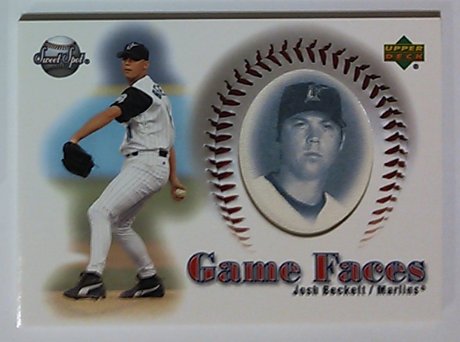 Sweet Spot
UPPER
DECK
Game Faces
Josh Beckett / Marlins